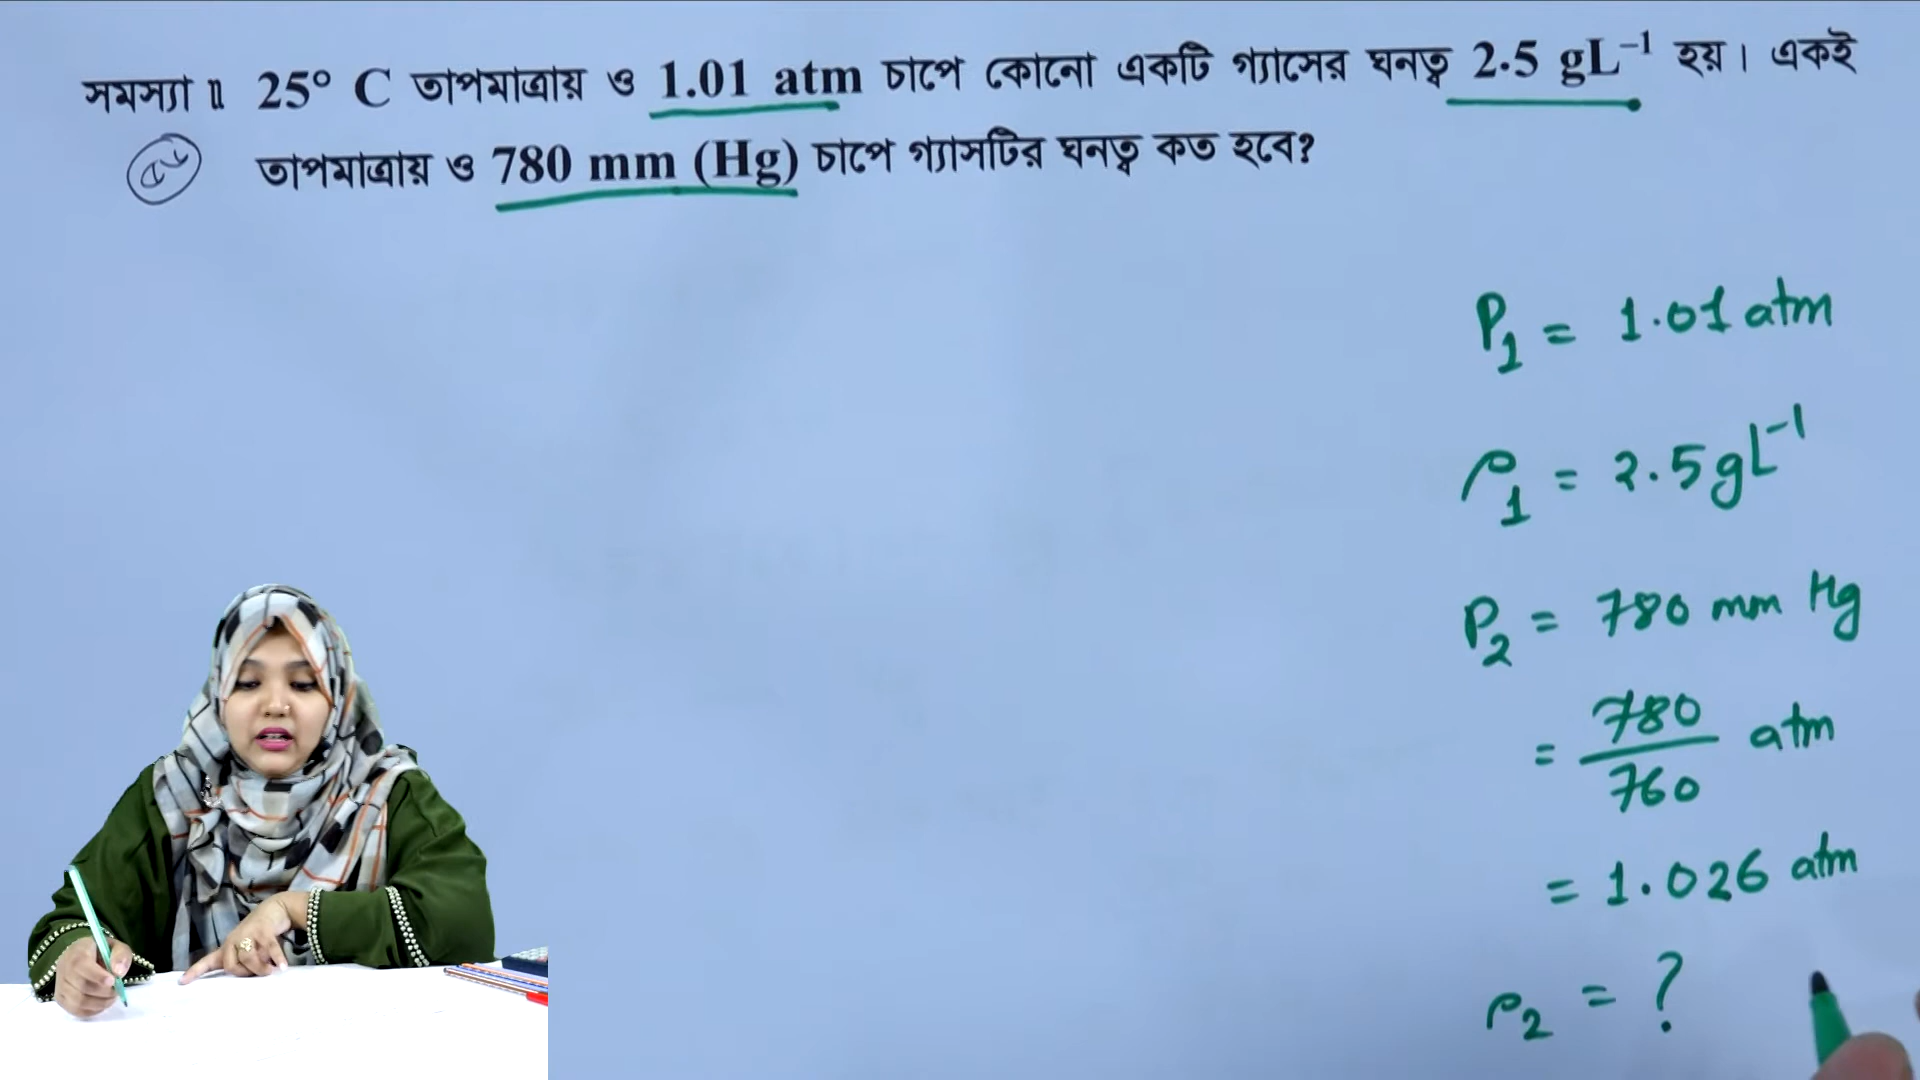 সমস্যা ॥ 25° C তাপমাত্রায় ও 1.01 atm চাপে কোনো একটি গ্যাসের ঘনত্ব 2.5 gL⁻¹ হয়। একই
তাপমাত্রায় ও 780 mm (Hg) চাপে গ্যাসটির ঘনত্ব কত হবে?
P₁ = 1.01 atm
ρ₁ = 2.5 gL⁻¹
P₂ = 780 mm Hg
= 780/760 atm
= 1.026 atm
ρ₂ = ?